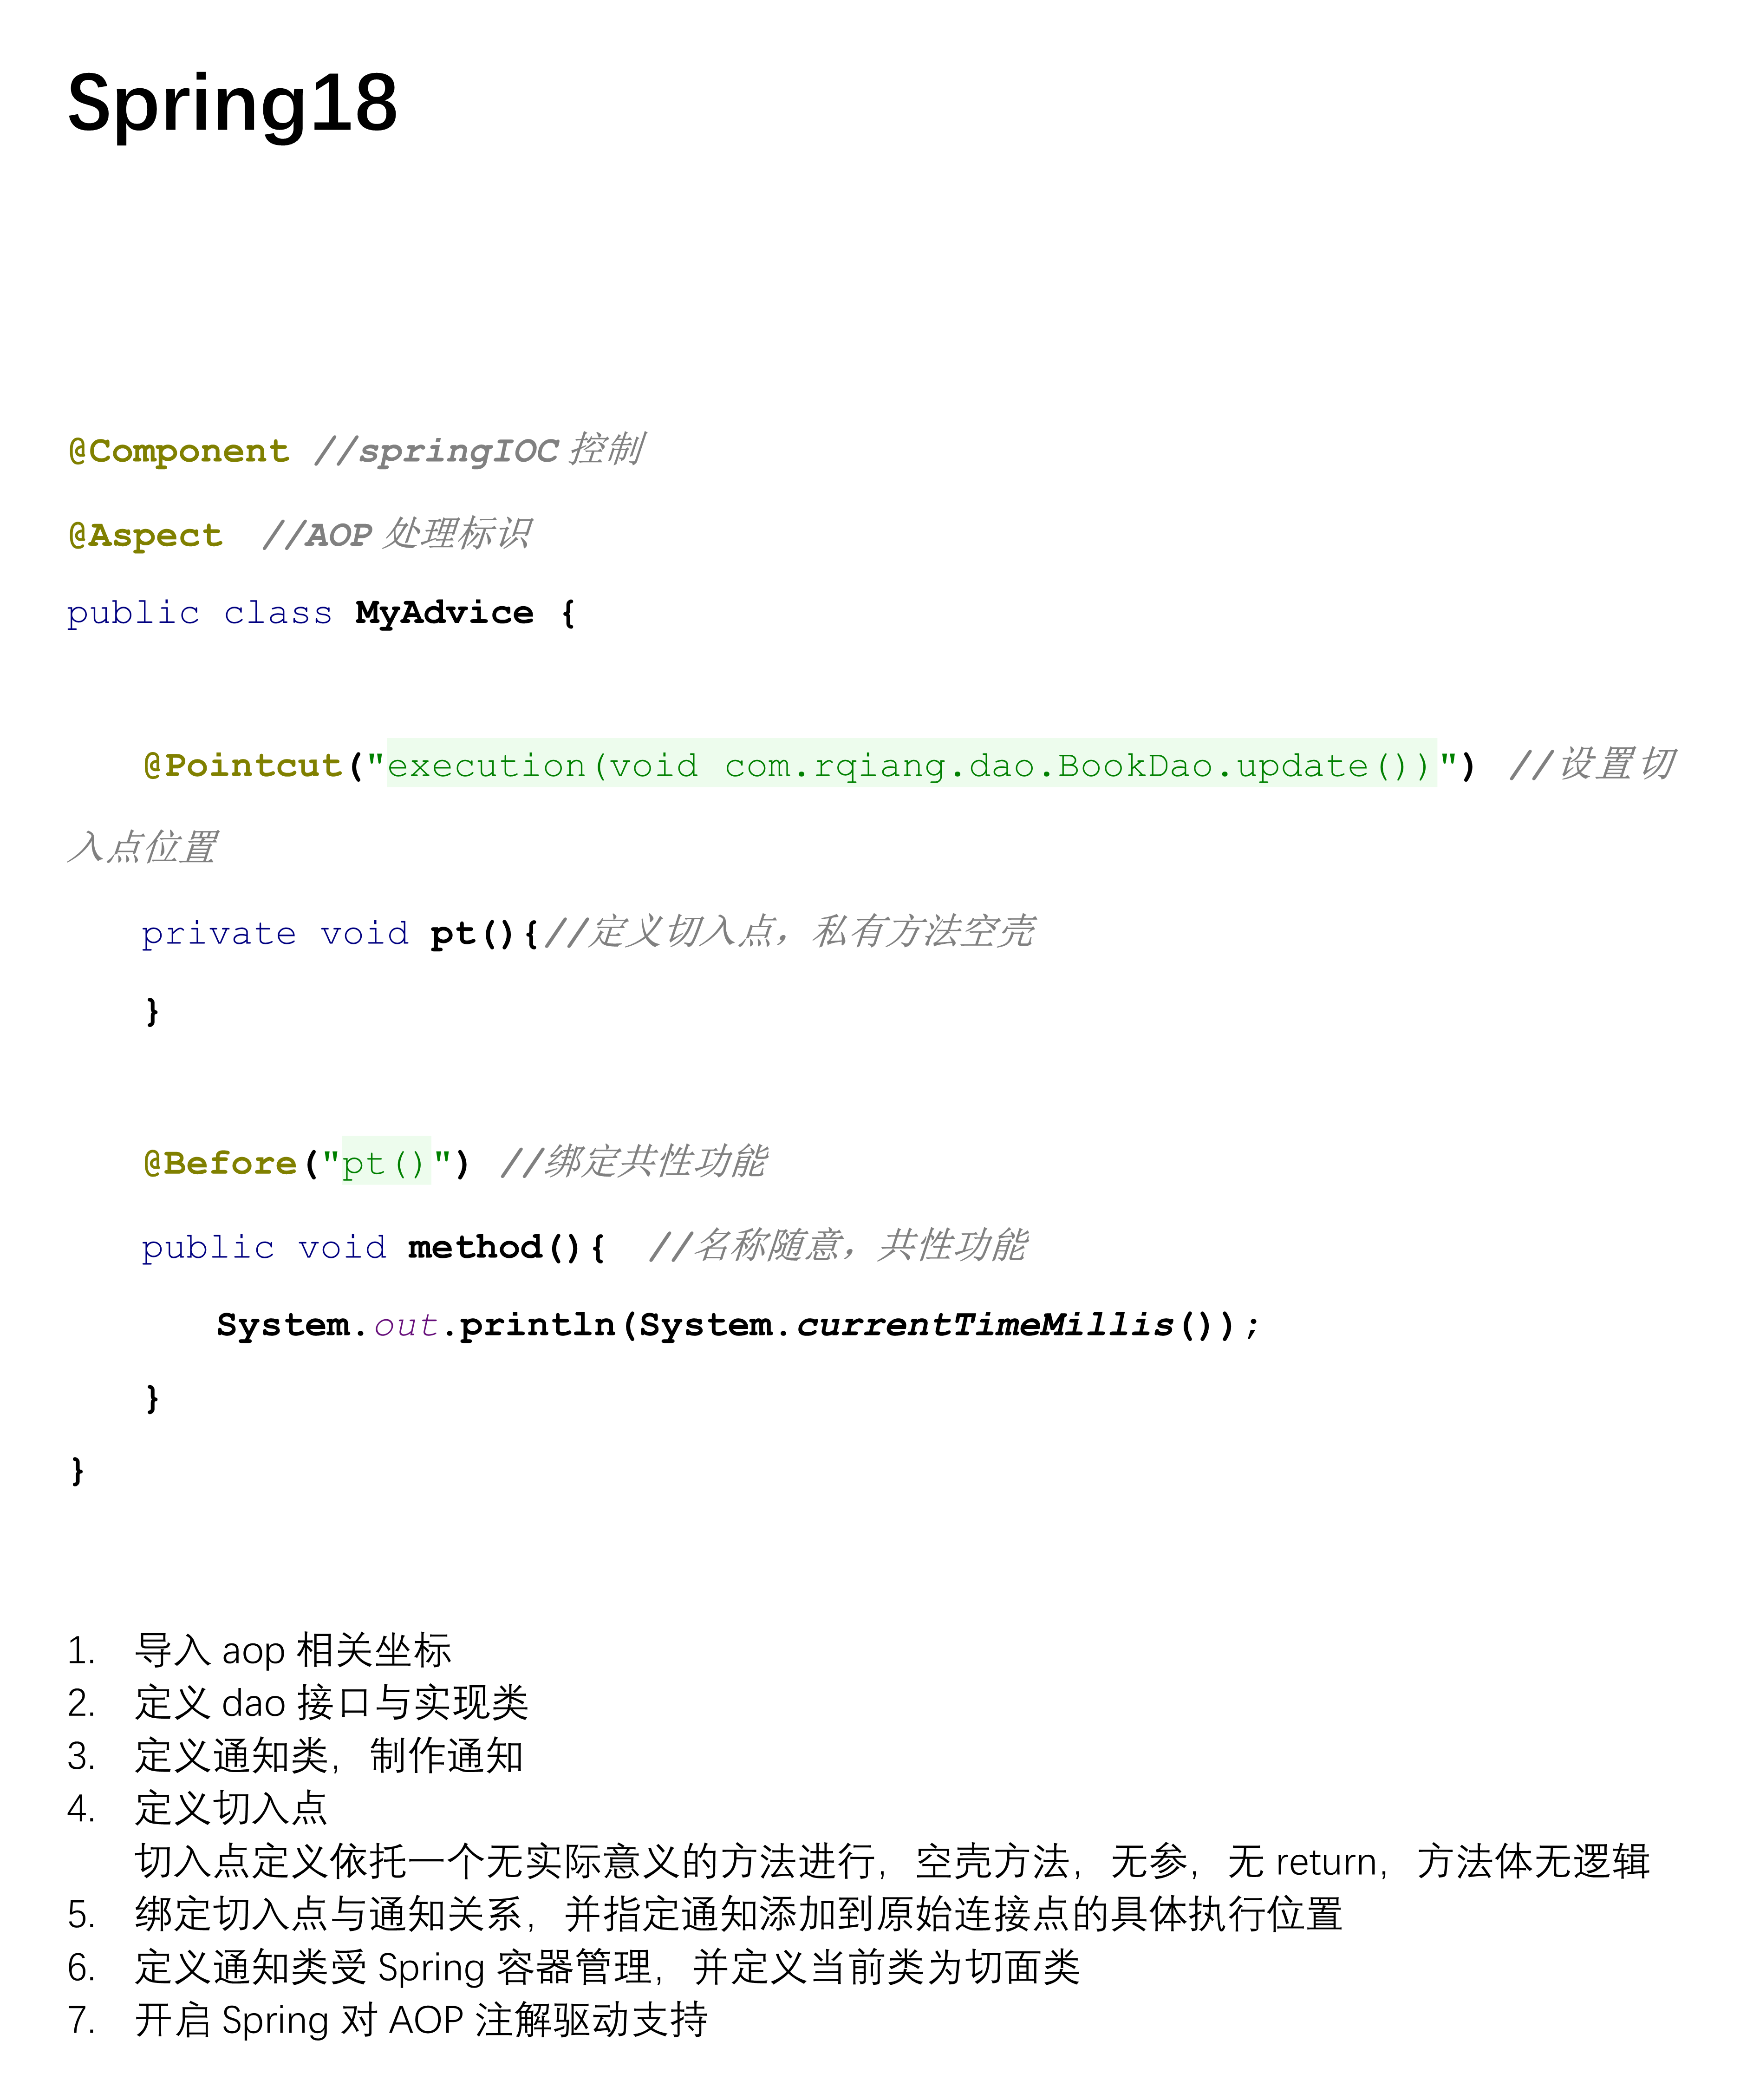 Spring18
@Component //springIOC 控制
@Aspect  //AOP 处理标识
public class MyAdvice {
@Pointcut("execution(void com.rqiang.dao.BookDao.update())") //设置切
入点位置
private void pt(){//定义切入点，私有方法空壳
}
@Before("pt()") //绑定共性功能
public void method(){  //名称随意，共性功能
System.out.println(System.currentTimeMillis());
}
}
1. 导入 aop 相关坐标
2. 定义 dao 接口与实现类
3. 定义通知类，制作通知
4. 定义切入点
切入点定义依托一个无实际意义的方法进行，空壳方法，无参，无 return，方法体无逻辑
5. 绑定切入点与通知关系，并指定通知添加到原始连接点的具体执行位置
6. 定义通知类受 Spring 容器管理，并定义当前类为切面类
7. 开启 Spring 对 AOP 注解驱动支持